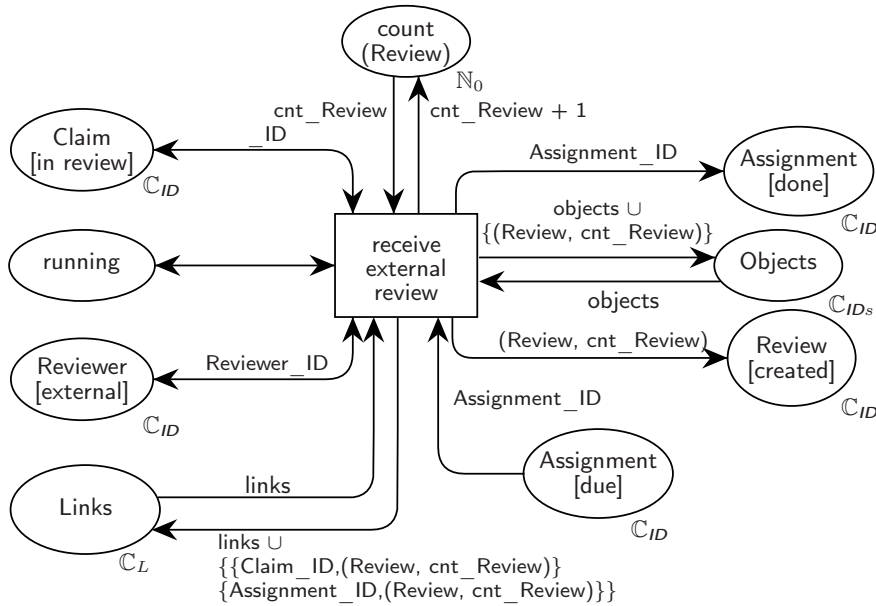 count
(Review)
ℕ0
cnt_Review
cnt_Review + 1
Claim
[in review]
ℂID
_ID
Assignment_ID
Assignment
[done]
ℂID
objects ∪
{(Review, cnt_Review)}
running
receive
external
review
Objects
ℂIDs
objects
Reviewer
[external]
ℂID
Reviewer_ID
(Review, cnt_Review)
Review
[created]
ℂID
Assignment_ID
Assignment
[due]
ℂID
Links
ℂL
links
links ∪
{{Claim_ID,(Review, cnt_Review)}
{Assignment_ID,(Review, cnt_Review)}}